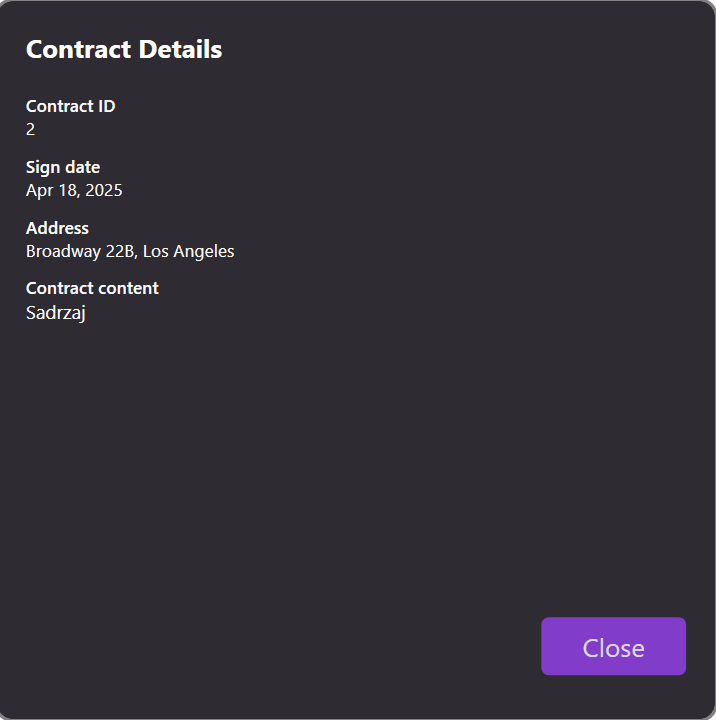 Contract Details
Contract ID
2
Sign date
Apr 18, 2025
Address
Broadway 22B, Los Angeles
Contract content
Sadrzaj
Close